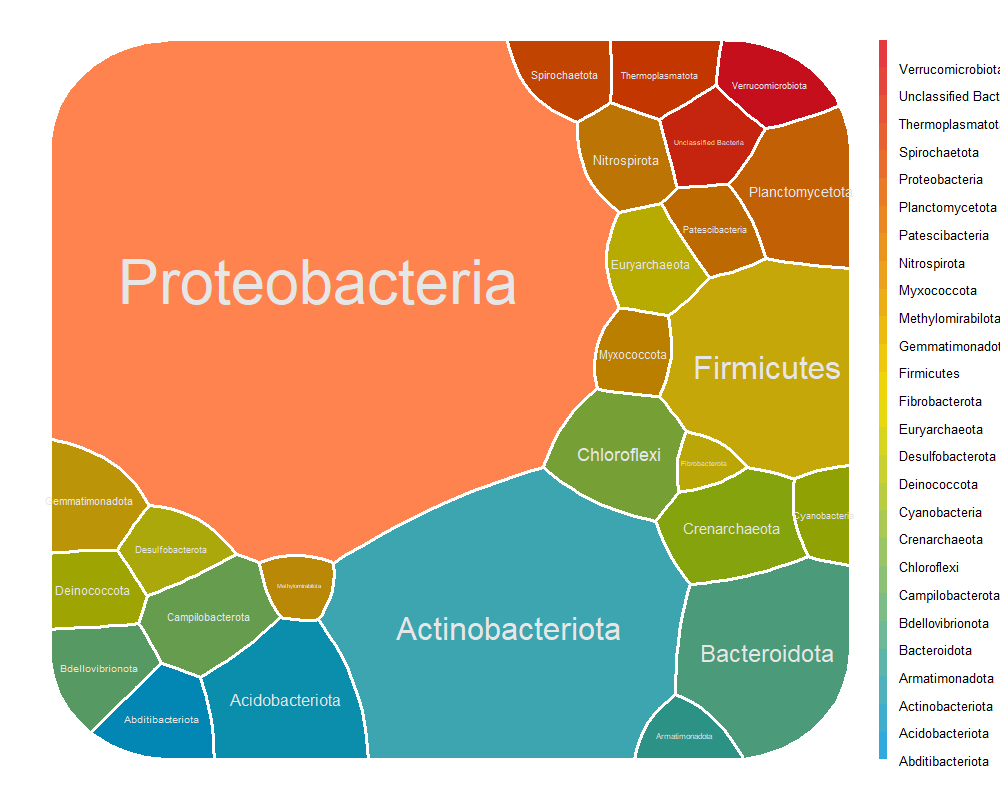 Spirochaetota
Thermoplasmatota
Verrucomicrobiota
Unclassified Bacteria
Nitrospirota
Planctomycetota
Patescibacteria
Euryarchaeota
Proteobacteria
Myxococcota
Firmicutes
Chloroflexi
Fibrobacterota
Gemmatimonadota
Cyanobacteri
Crenarchaeota
Desulfobacterota
Methylomirabilota
Deinococcota
Campilobacterota
Actinobacteriota
Bacteroidota
Bdellovibrionota
Acidobacteriota
Abditibacteriota
Armatimonadota
Verrucomicrobiota
Unclassified Bact
Thermoplasmatota
Spirochaetota
Proteobacteria
Planctomycetota
Patescibacteria
Nitrospirota
Myxococcota
Methylomirabilota
Gemmatimonadot
Firmicutes
Fibrobacterota
Euryarchaeota
Desulfobacterota
Deinococcota
Cyanobacteria
Crenarchaeota
Chloroflexi
Campilobacterota
Bdellovibrionota
Bacteroidota
Armatimonadota
Actinobacteriota
Acidobacteriota
Abditibacteriota